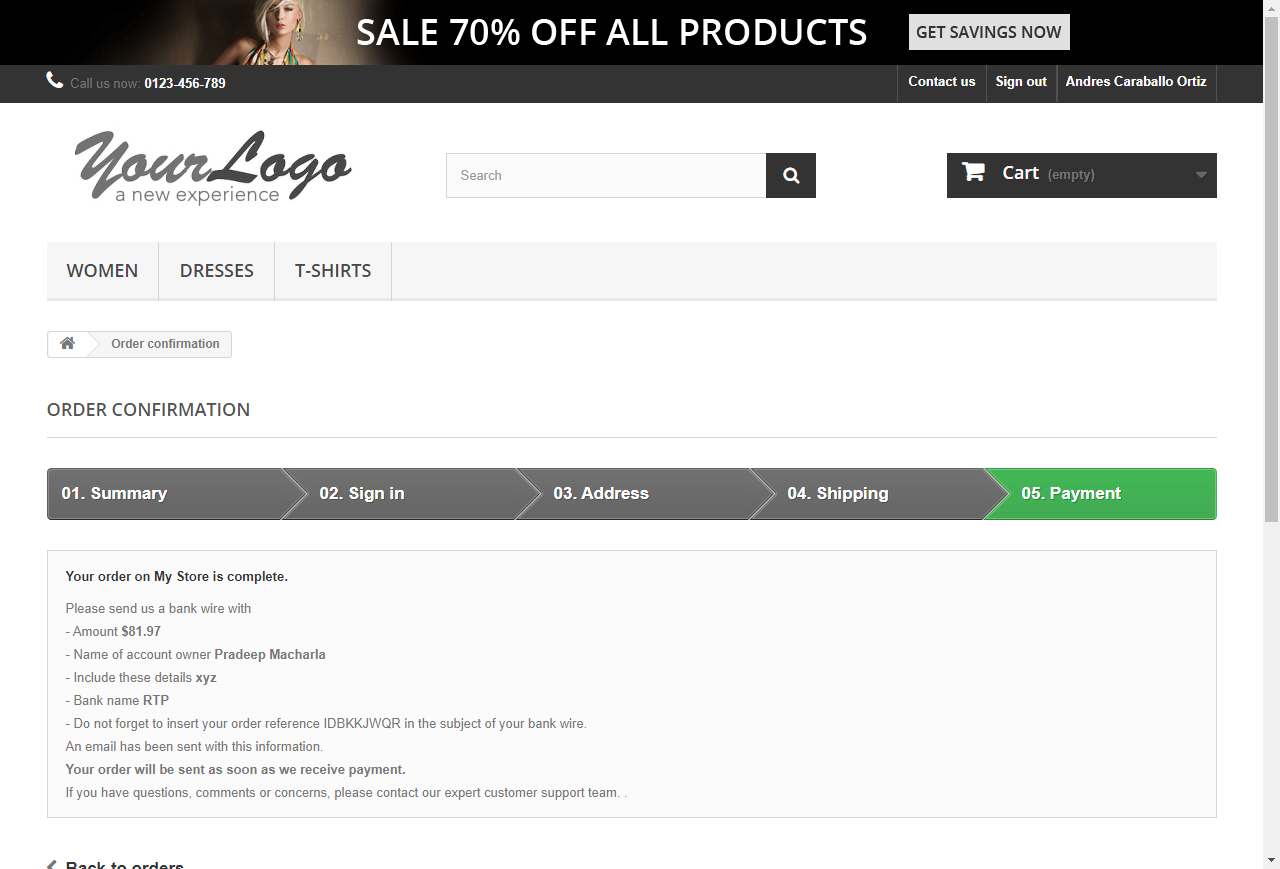 SALE 70% OFF ALL PRODUCTS GET SAVINGS NOW
Call us now: 0123-456-789 Contact us Sign out Andres Caraballo Ortiz
YourLogo
a new experience
Search Cart (empty)
WOMEN DRESSES T-SHIRTS
Order confirmation
ORDER CONFIRMATION
01. Summary 02. Sign in 03. Address 04. Shipping 05. Payment
Your order on My Store is complete.
Please send us a bank wire with
- Amount $81.97
- Name of account owner Pradeep Macharla
- Include these details xyz
- Bank name RTP
- Do not forget to insert your order reference IDBKKJWQR in the subject of your bank wire.
An email has been sent with this information.
Your order will be sent as soon as we receive payment.
If you have questions, comments or concerns, please contact our expert customer support team. .
Back to orders